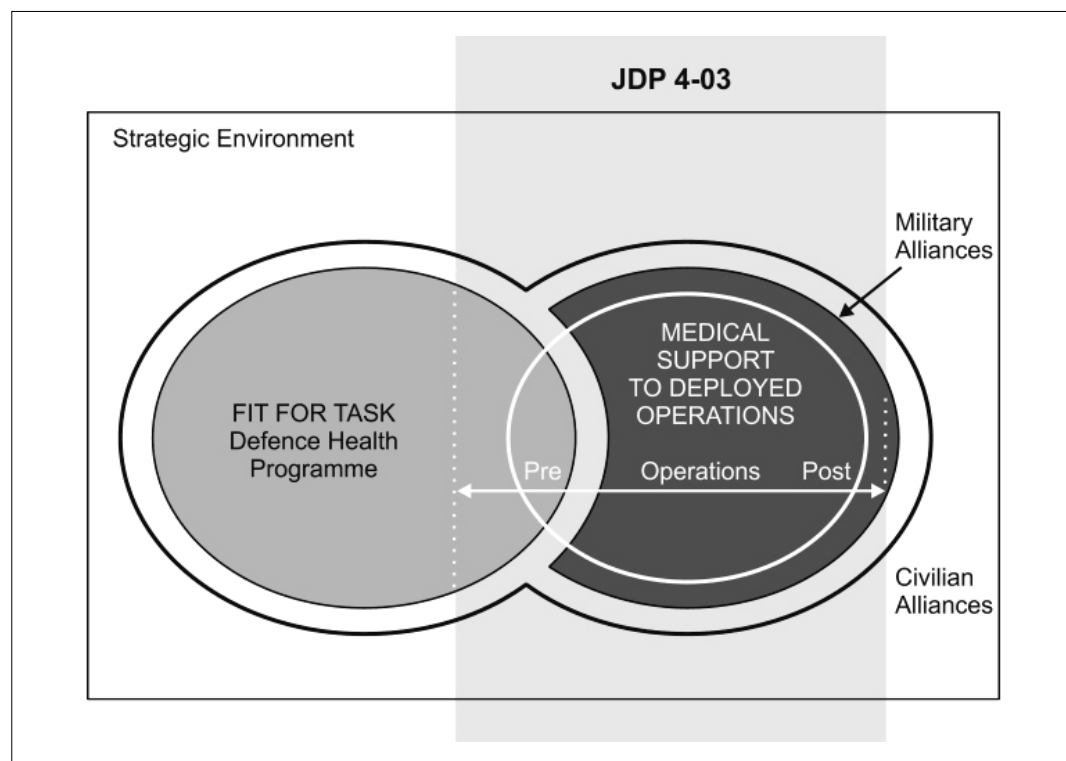 JDP 4-03
Strategic Environment
Military
Alliances
MEDICAL
SUPPORT
TO DEPLOYED
OPERATIONS
FIT FOR TASK
Defence Health
Programme
Pre
Operations
Post
Civilian
Alliances